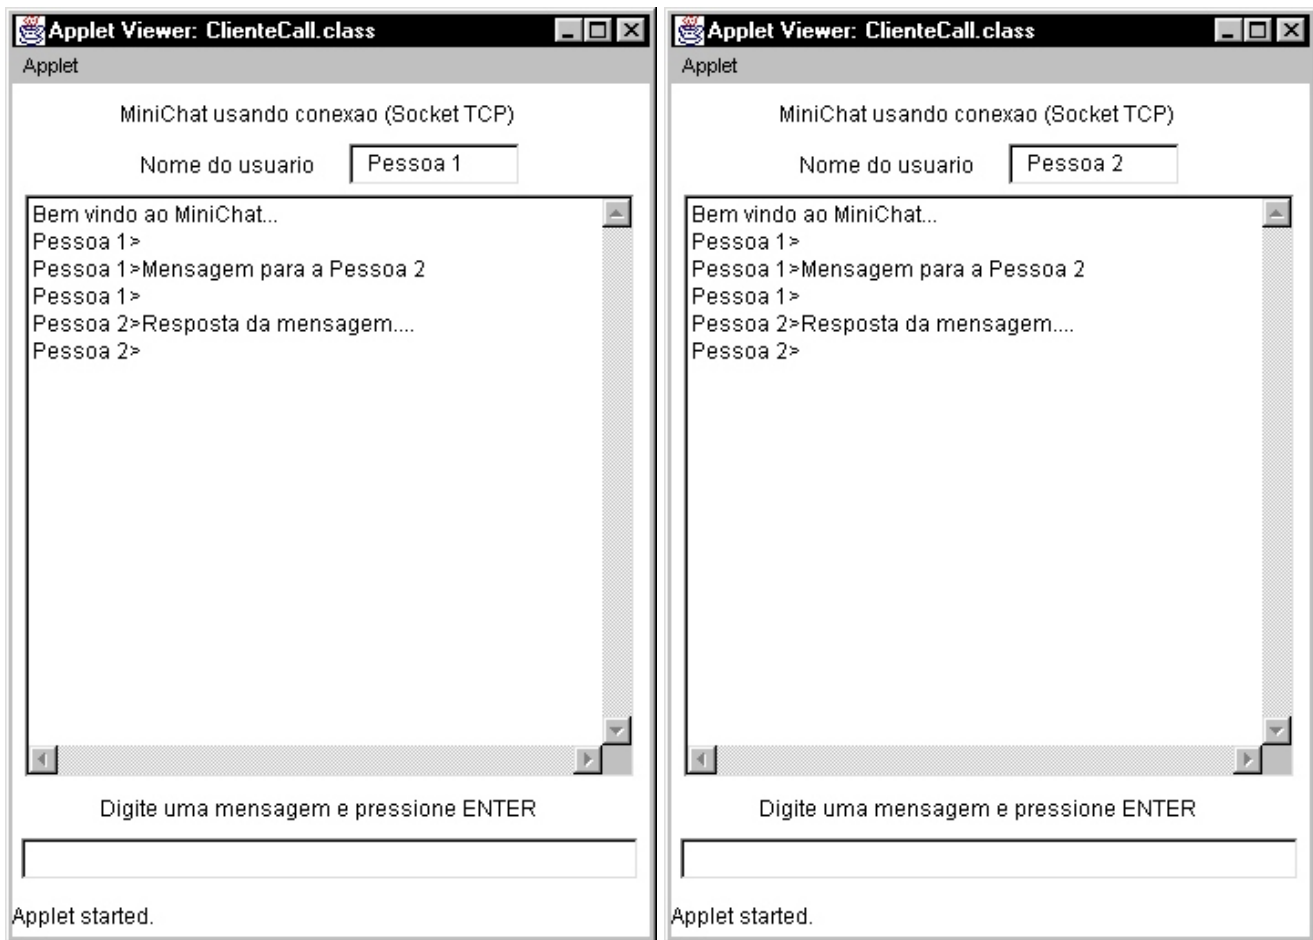 Applet Viewer: ClienteCall.class
Applet
MiniChat usando conexao (Socket TCP)
Nome do usuario Pessoa 1
Bem vindo ao MiniChat...
Pessoa 1>
Pessoa 1>Mensagem para a Pessoa 2
Pessoa 1>
Pessoa 2>Resposta da mensagem....
Pessoa 2>
Digite uma mensagem e pressione ENTER
Applet started.
Applet Viewer: ClienteCall.class
Applet
MiniChat usando conexao (Socket TCP)
Nome do usuario Pessoa 2
Bem vindo ao MiniChat...
Pessoa 1>
Pessoa 1>Mensagem para a Pessoa 2
Pessoa 1>
Pessoa 2>Resposta da mensagem....
Pessoa 2>
Digite uma mensagem e pressione ENTER
Applet started.